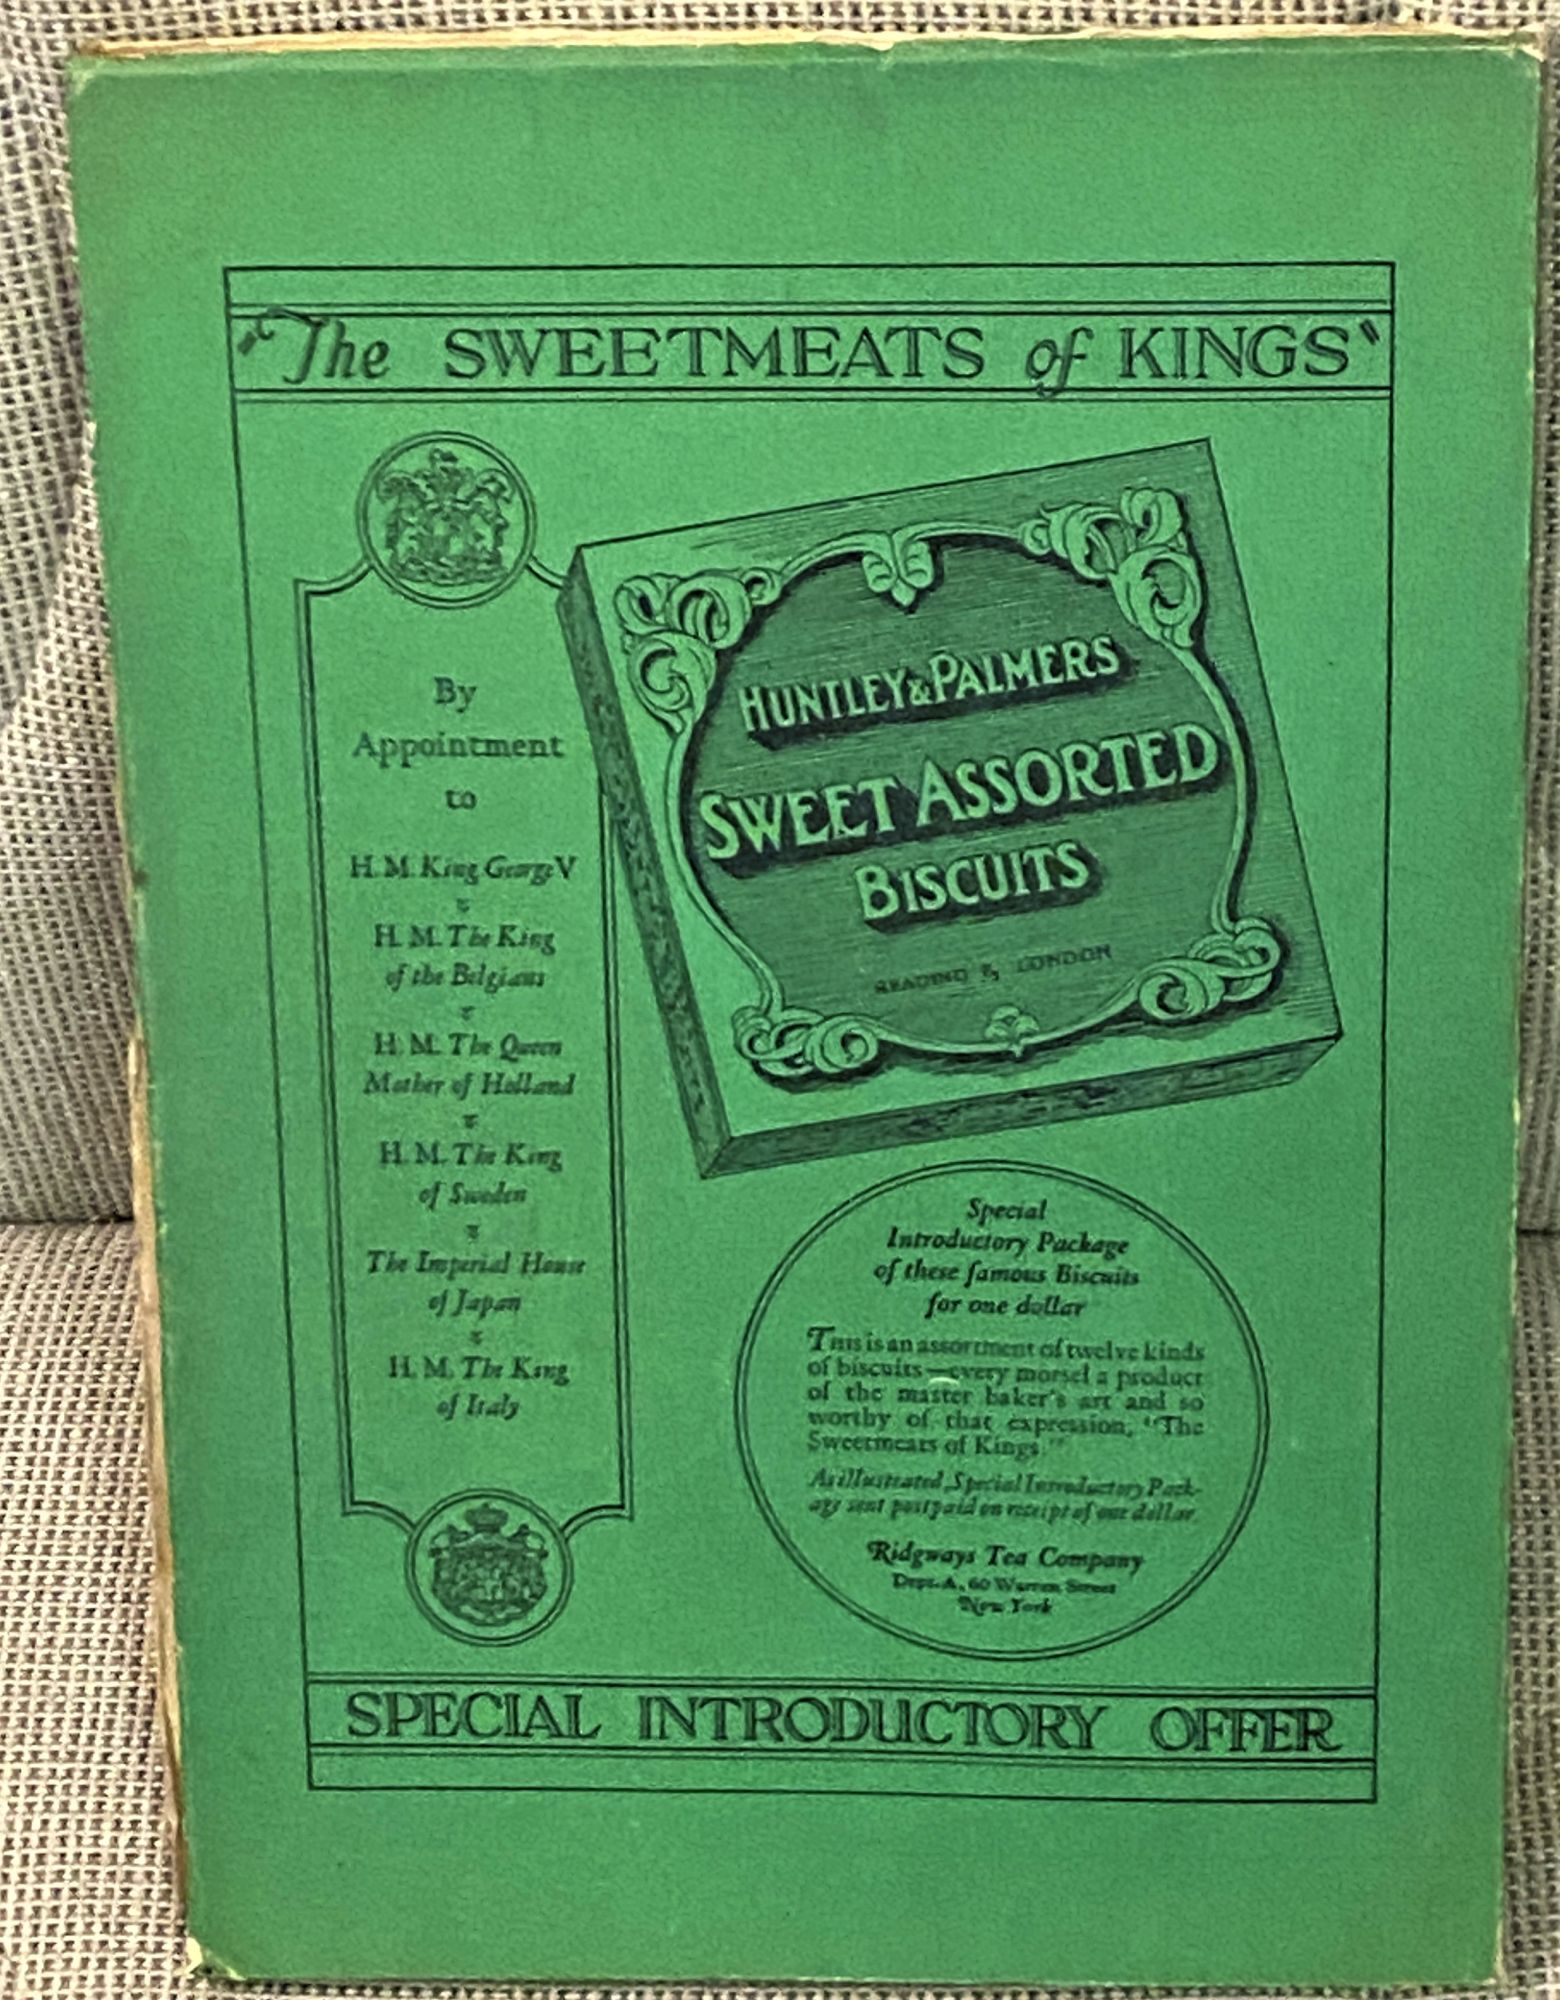 "The SWEETMEATS of KINGS"
By
Appointment
to
H. M. King George V
H. M. The King
of the Belgians
H. M. The Queen
Mother of Holland
H. M. The King
of Sweden
The Imperial House
of Japan
H. M. The King
of Italy
HUNTLEY & PALMERS
SWEET ASSORTED
BISCUITS
READING & LONDON
Special
Introductory Package
of these famous Biscuits
for one dollar
This is an assortment of twelve kinds
of biscuits—every morsel a product
of the master baker's art and so
worthy of that expression, "The
Sweetmeats of Kings."
As illustrated, Special Introductory Pack-
age sent postpaid on receipt of one dollar.
Ridgways Tea Company
Dept. A, 60 Warren Street
New York
SPECIAL INTRODUCTORY OFFER